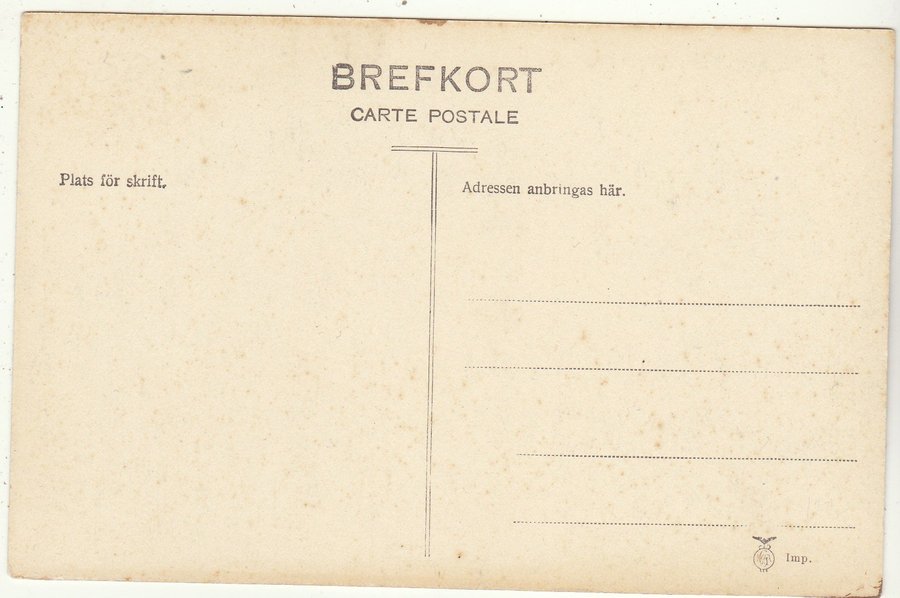 BREFKORT
CARTE POSTALE
Plats för skrift.
Adressen anbringas här.
Imp.